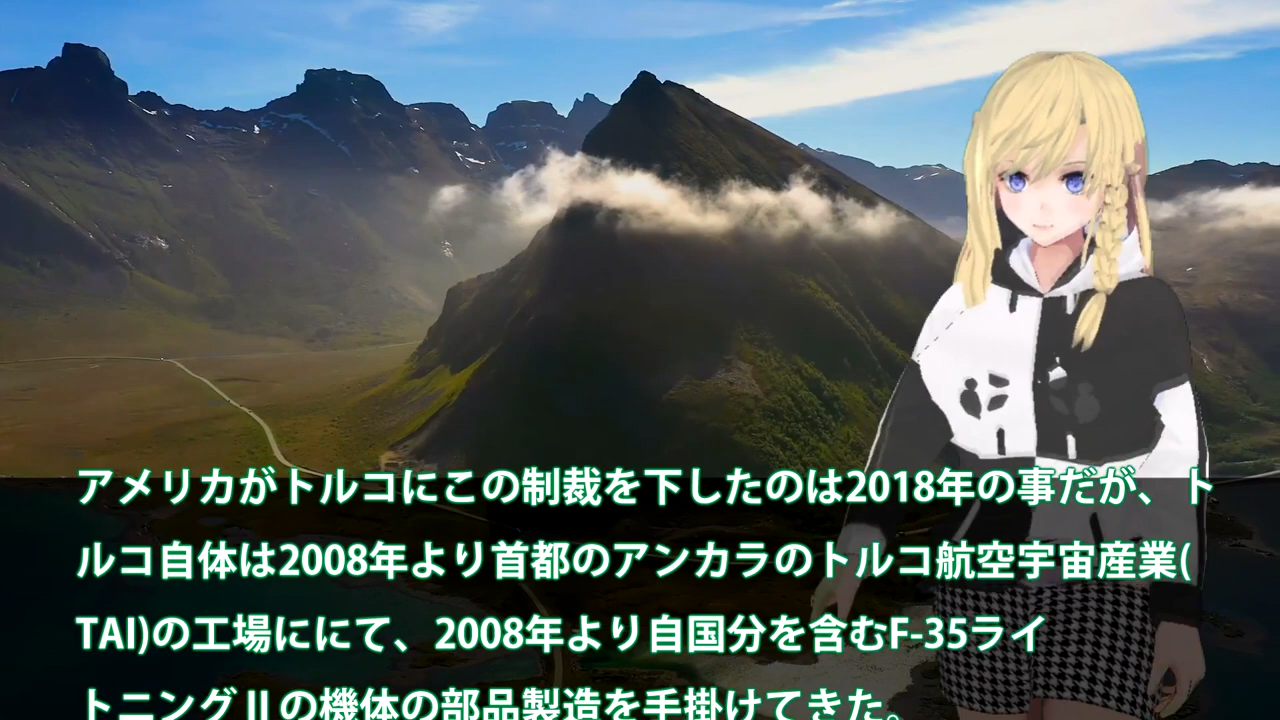 アメリカがトルコにこの制裁を下したのは2018年の事だが、ト
ルコ自体は2008年より首都のアンカラのトルコ航空宇宙産業(
TAI)の工場ににて、2008年より自国分を含むF-35ライ
トニングⅡの機体の部品製造を手掛けてきた。